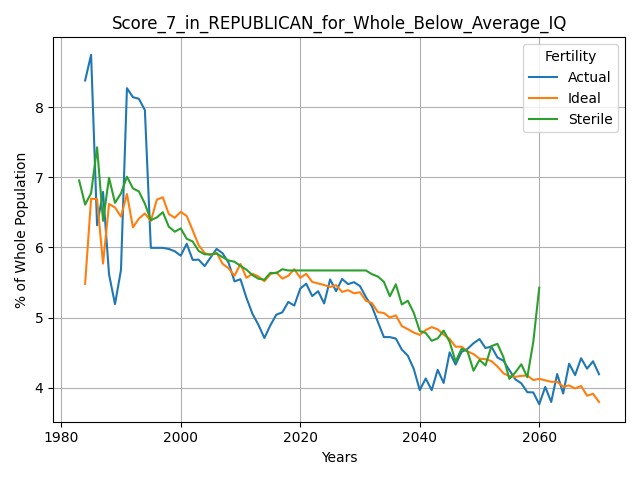 Score_7_in_REPUBLICAN_for_Whole_Below_Average_IQ
Fertility
Actual
Ideal
Sterile
% of Whole Population
8
7
6
5
4
1980
2000
2020
2040
2060
Years